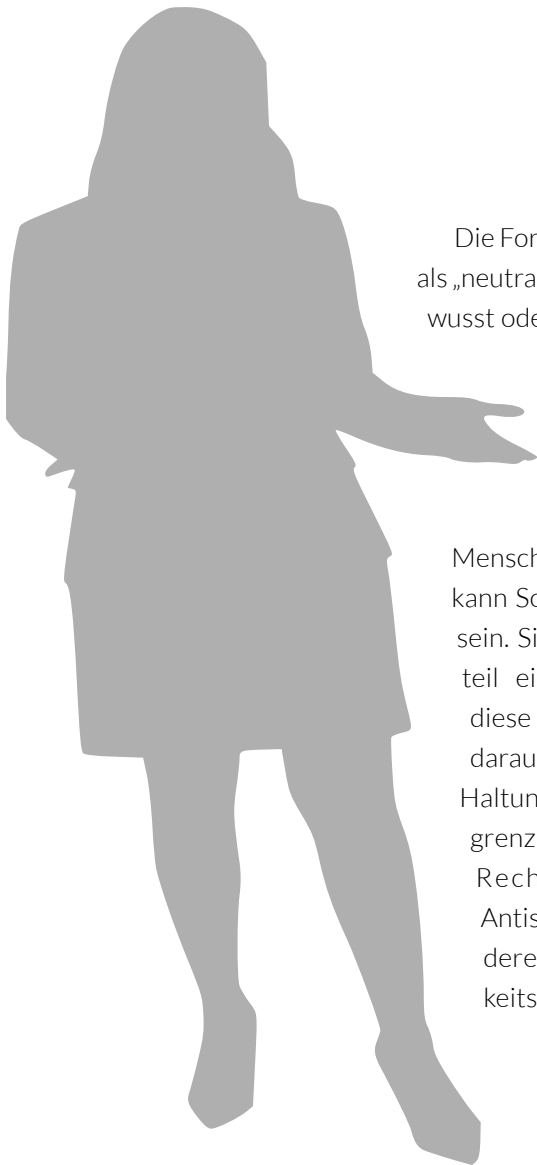 Die For
als „neutra
wusst ode
Mensch
kann So
sein. Si
teil ei
diese
darau
Haltun
grenz
Rech
Antis
dere
keits